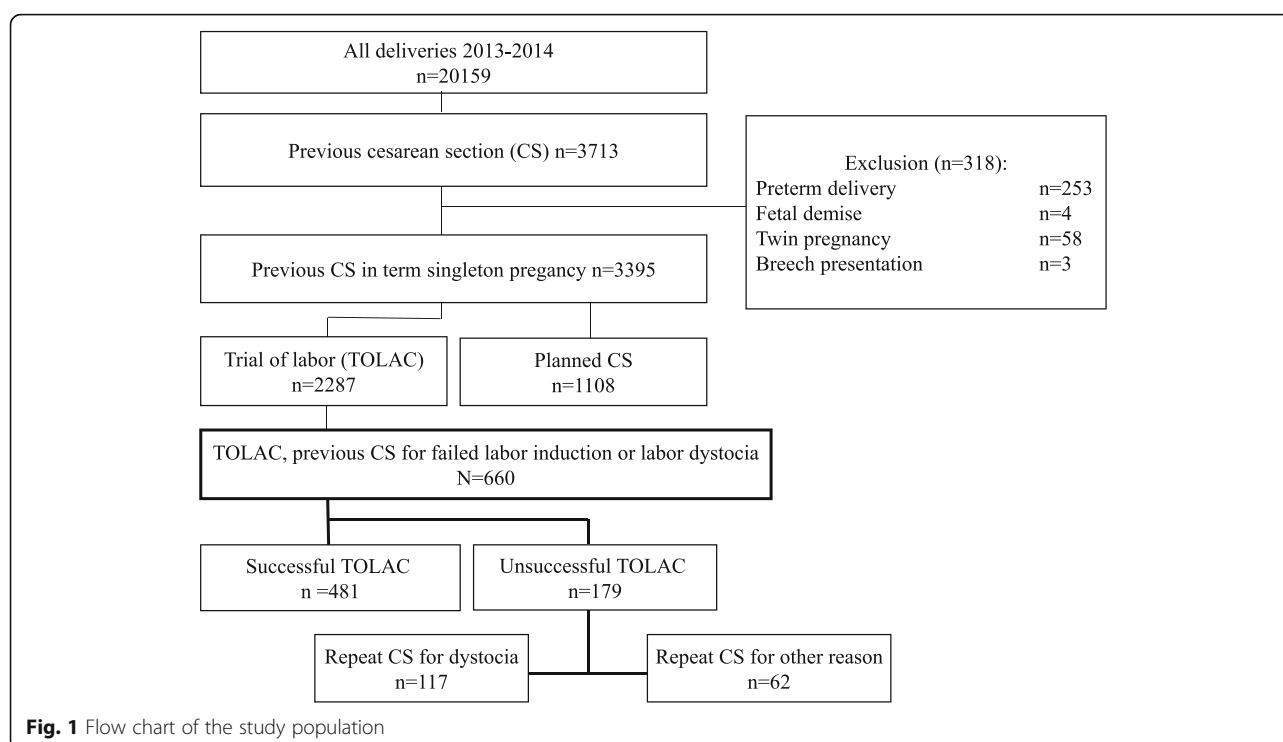 All deliveries 2013-2014
n=20159
Previous cesarean section (CS) n=3713
Exclusion (n=318):
Preterm delivery n=253
Fetal demise n=4
Twin pregnancy n=58
Breech presentation n=3
Previous CS in term singleton pregancy n=3395
Trial of labor (TOLAC)
n=2287
Planned CS
n=1108
TOLAC, previous CS for failed labor induction or labor dystocia
N=660
Successful TOLAC
n =481
Unsuccessful TOLAC
n=179
Repeat CS for dystocia
n=117
Repeat CS for other reason
n=62
Fig. 1 Flow chart of the study population